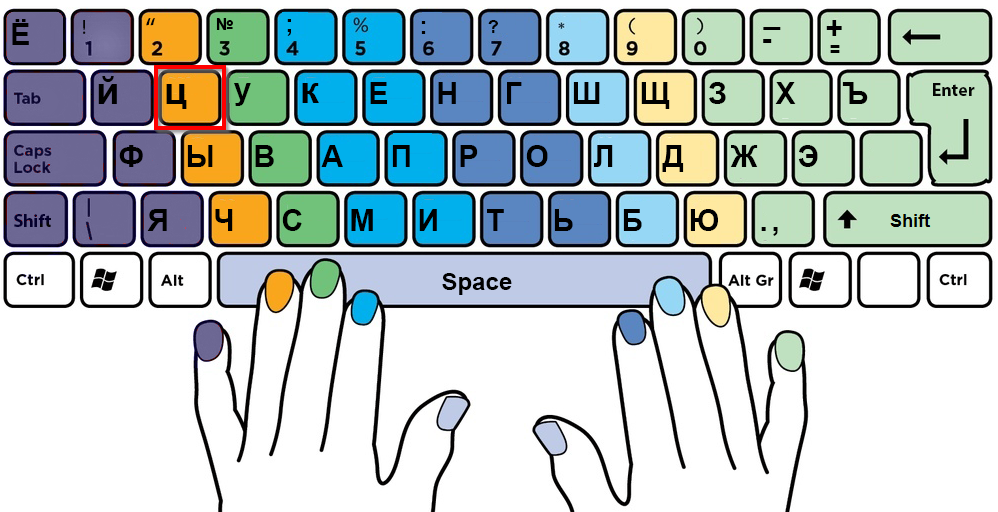 Ё ! 1 “ 2 № 3 ; 4 % 5 : 6 ? 7 * 8 ( 9 ) 0 — - + = ←
Tab Й Ц У К Е Н Г Ш Щ З Х Ъ Enter
Caps Lock Ф Ы В А П Р О Л Д Ж Э
Shift | \ Я Ч С М И Т Ь Б Ю . , Shift
Ctrl Alt Space Alt Gr Ctrl